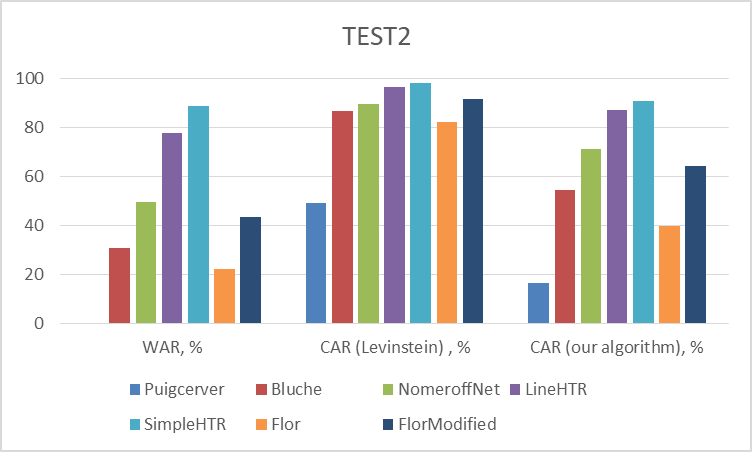 TEST2
100
80
60
40
20
0
WAR, % CAR (Levinstein) , % CAR (our algorithm), %
Puigcerver Bluche NomeroffNet LineHTR
SimpleHTR Flor FlorModified